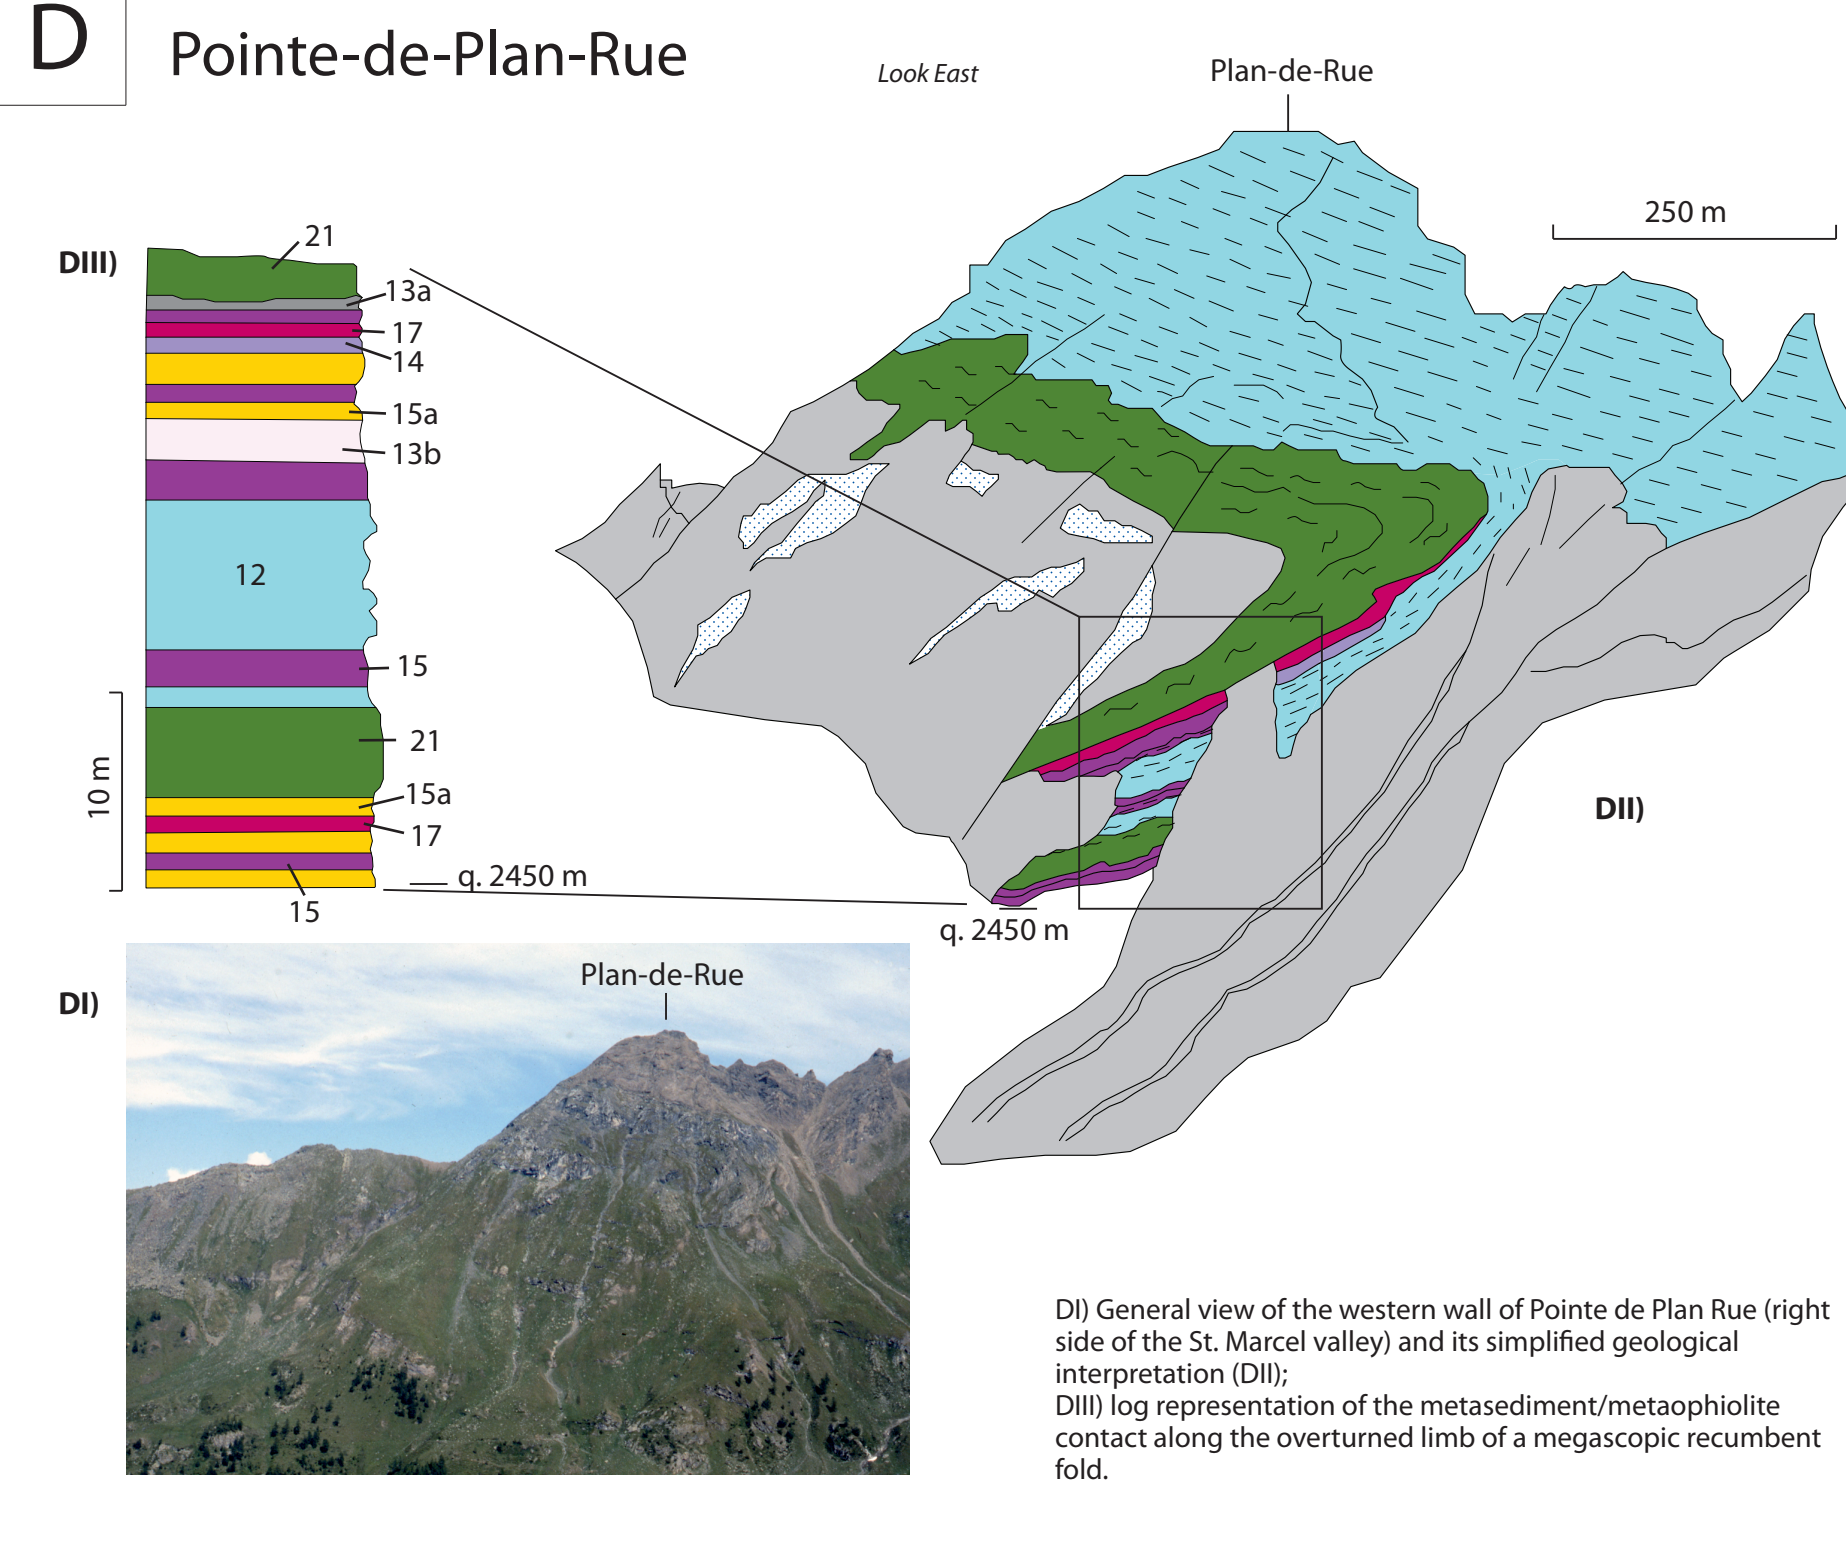 D
Pointe-de-Plan-Rue
Look East
Plan-de-Rue
250 m
DIII)
21
13a
17
14
15a
13b
12
15
21
15a
17
10 m
q. 2450 m
15
DII)
q. 2450 m
DI)
Plan-de-Rue
DI) General view of the western wall of Pointe de Plan Rue (right
side of the St. Marcel valley) and its simplified geological
interpretation (DII);
DIII) log representation of the metasediment/metaophiolite
contact along the overturned limb of a megascopic recumbent
fold.